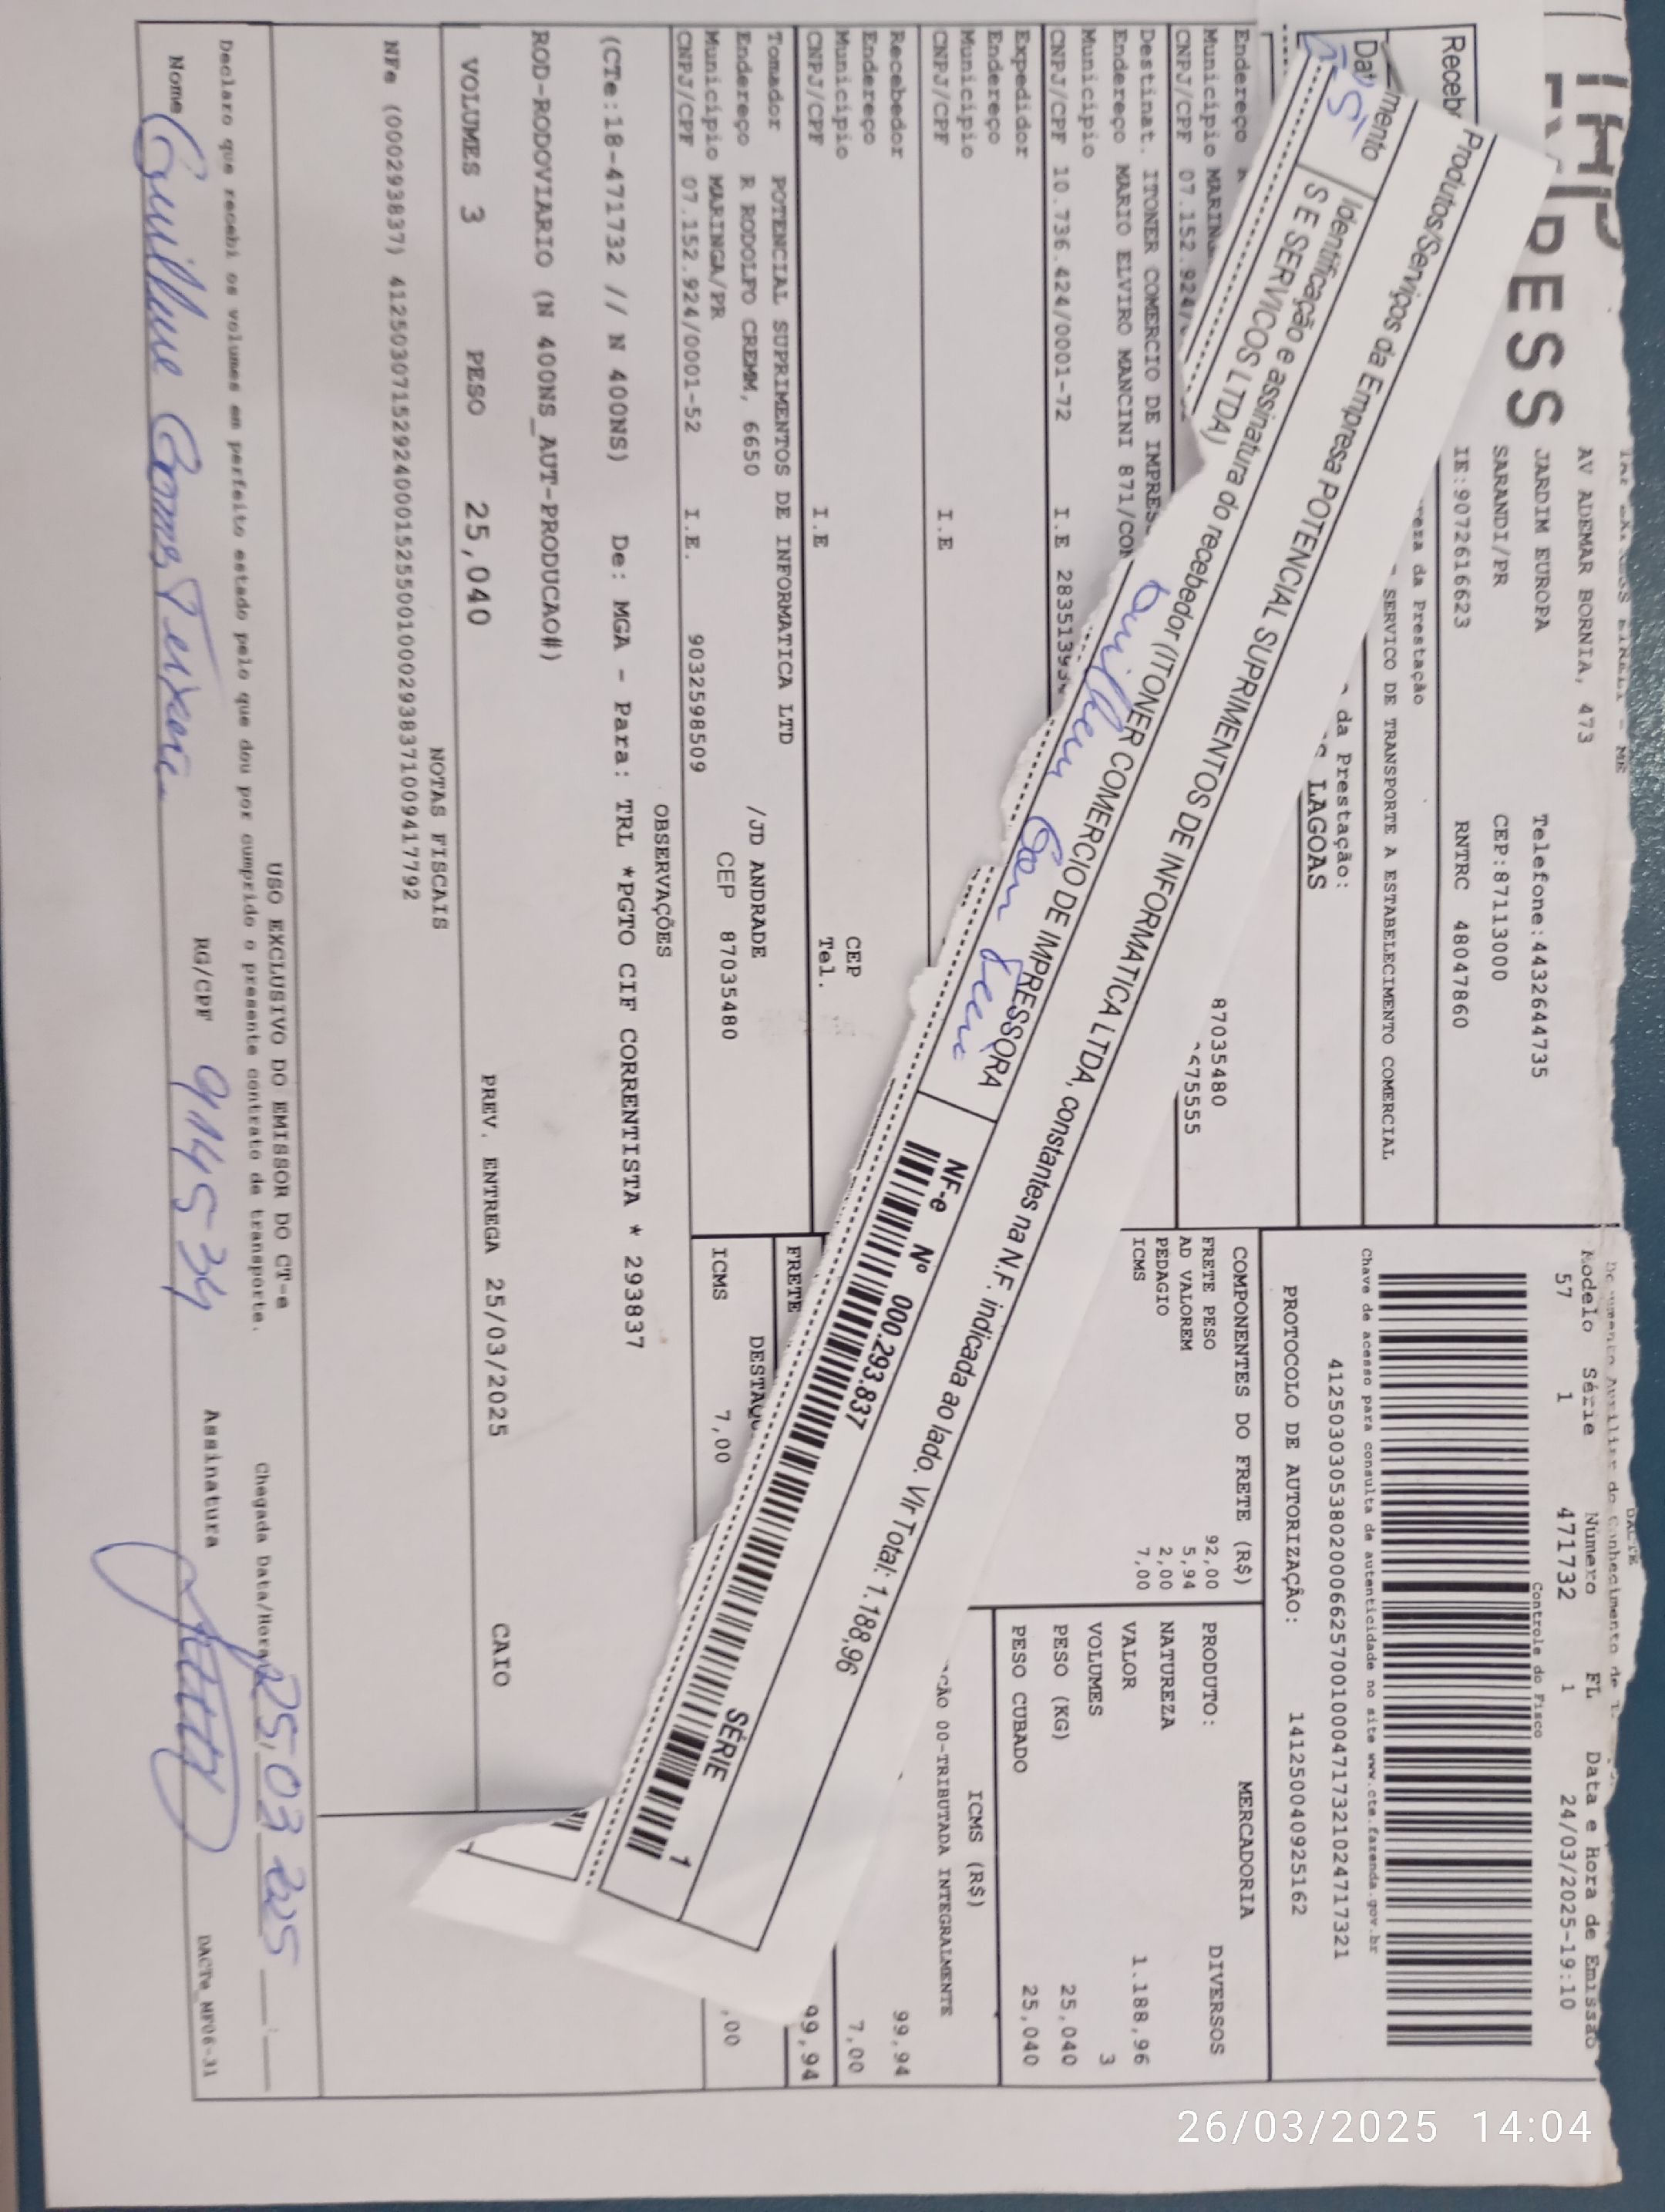 AV ADEMAR BORNIA, 473
JARDIM EUROPA Telefone:4432644735
SARANDI/PR CEP:87113000
IE:9072616623 RNTRC 48047860
DACTE
Modelo Série Número FL Data e Hora de Emissão
57 1 471732 1 24/03/2025-19:10
Controle do Fisco
Chave de acesso para consulta de autenticidade no site www.cte.fazenda.gov.br
PROTOCOLO DE AUTORIZAÇÃO: 141250040925162
da Prestação
SERVICO DE TRANSPORTE A ESTABELECIMENTO COMERCIAL
da Prestação:
LAGOAS
Endereço
87035480
Municipio
CNPJ/CPF 07.152.924/
Destinat. ITONER COMERCIO DE IMPRES
Endereço MARIO ELVIRO MANCINI 871/
Municipio
CNPJ/CPF 10.736.424/0001-72 I.E
Expedidor
Endereço
Municipio
CNPJ/CPF I.E
Recebedor
Endereço CEP
Municipio Tel.
CNPJ/CPF I.E
Tomador POTENCIAL SUPRIMENTOS DE INFORMATICA LTD
Endereço R RODOLFO CREMM, 6650 /JD ANDRADE
Municipio MARINGA/PR CEP 87035480
CNPJ/CPF 07.152.924/0001-52 I.E. 9032598509
COMPONENTES DO FRETE (R$)
FRETE PESO 92,00
AD VALOREM 5,94
PEDAGIO 2,00
ICMS 7,00
MERCADORIA
PRODUTO: DIVERSOS
NATUREZA
VALOR 1.188,96
VOLUMES 3
PESO (KG) 25,040
PESO CUBADO 25,040
ICMS (R$)
00-TRIBUTADA INTEGRALMENTE
99,94
7,00
FRETE 99,94
ICMS 7,00 ,00
OBSERVAÇÕES
(CTe:18-471732 // N 400NS) De: MGA - Para: TRL *PGTO CIF CORRENTISTA * 293837
ROD-RODOVIARIO (N 400NS_AUT-PRODUCAO#)
VOLUMES 3 PESO 25,040 PREV. ENTREGA 25/03/2025 CAIO
NOTAS FISCAIS
NFe (000293837)
USO EXCLUSIVO DO EMISSOR DO CT-e
Declaro que recebi os volumes em perfeito estado pelo que dou por cumprido o presente contrato de transporte.
Chegada Data/Hora 25,03 2025
Nome Guilherme Gomes Teixeira RG/CPF Assinatura
DACTe_MF06-31
Produtos/Serviços da Empresa POTENCIAL SUPRIMENTOS DE INFORMATICA LTDA, constantes na N.F. indicada ao lado. Vlr Total: 1.188,96
Identificação e assinatura do recebedor (ITONER COMERCIO DE IMPRESSORA
S E SERVICOS LTDA)
NF-e Nº 000.293.837 SÉRIE 1
26/03/2025 14:04